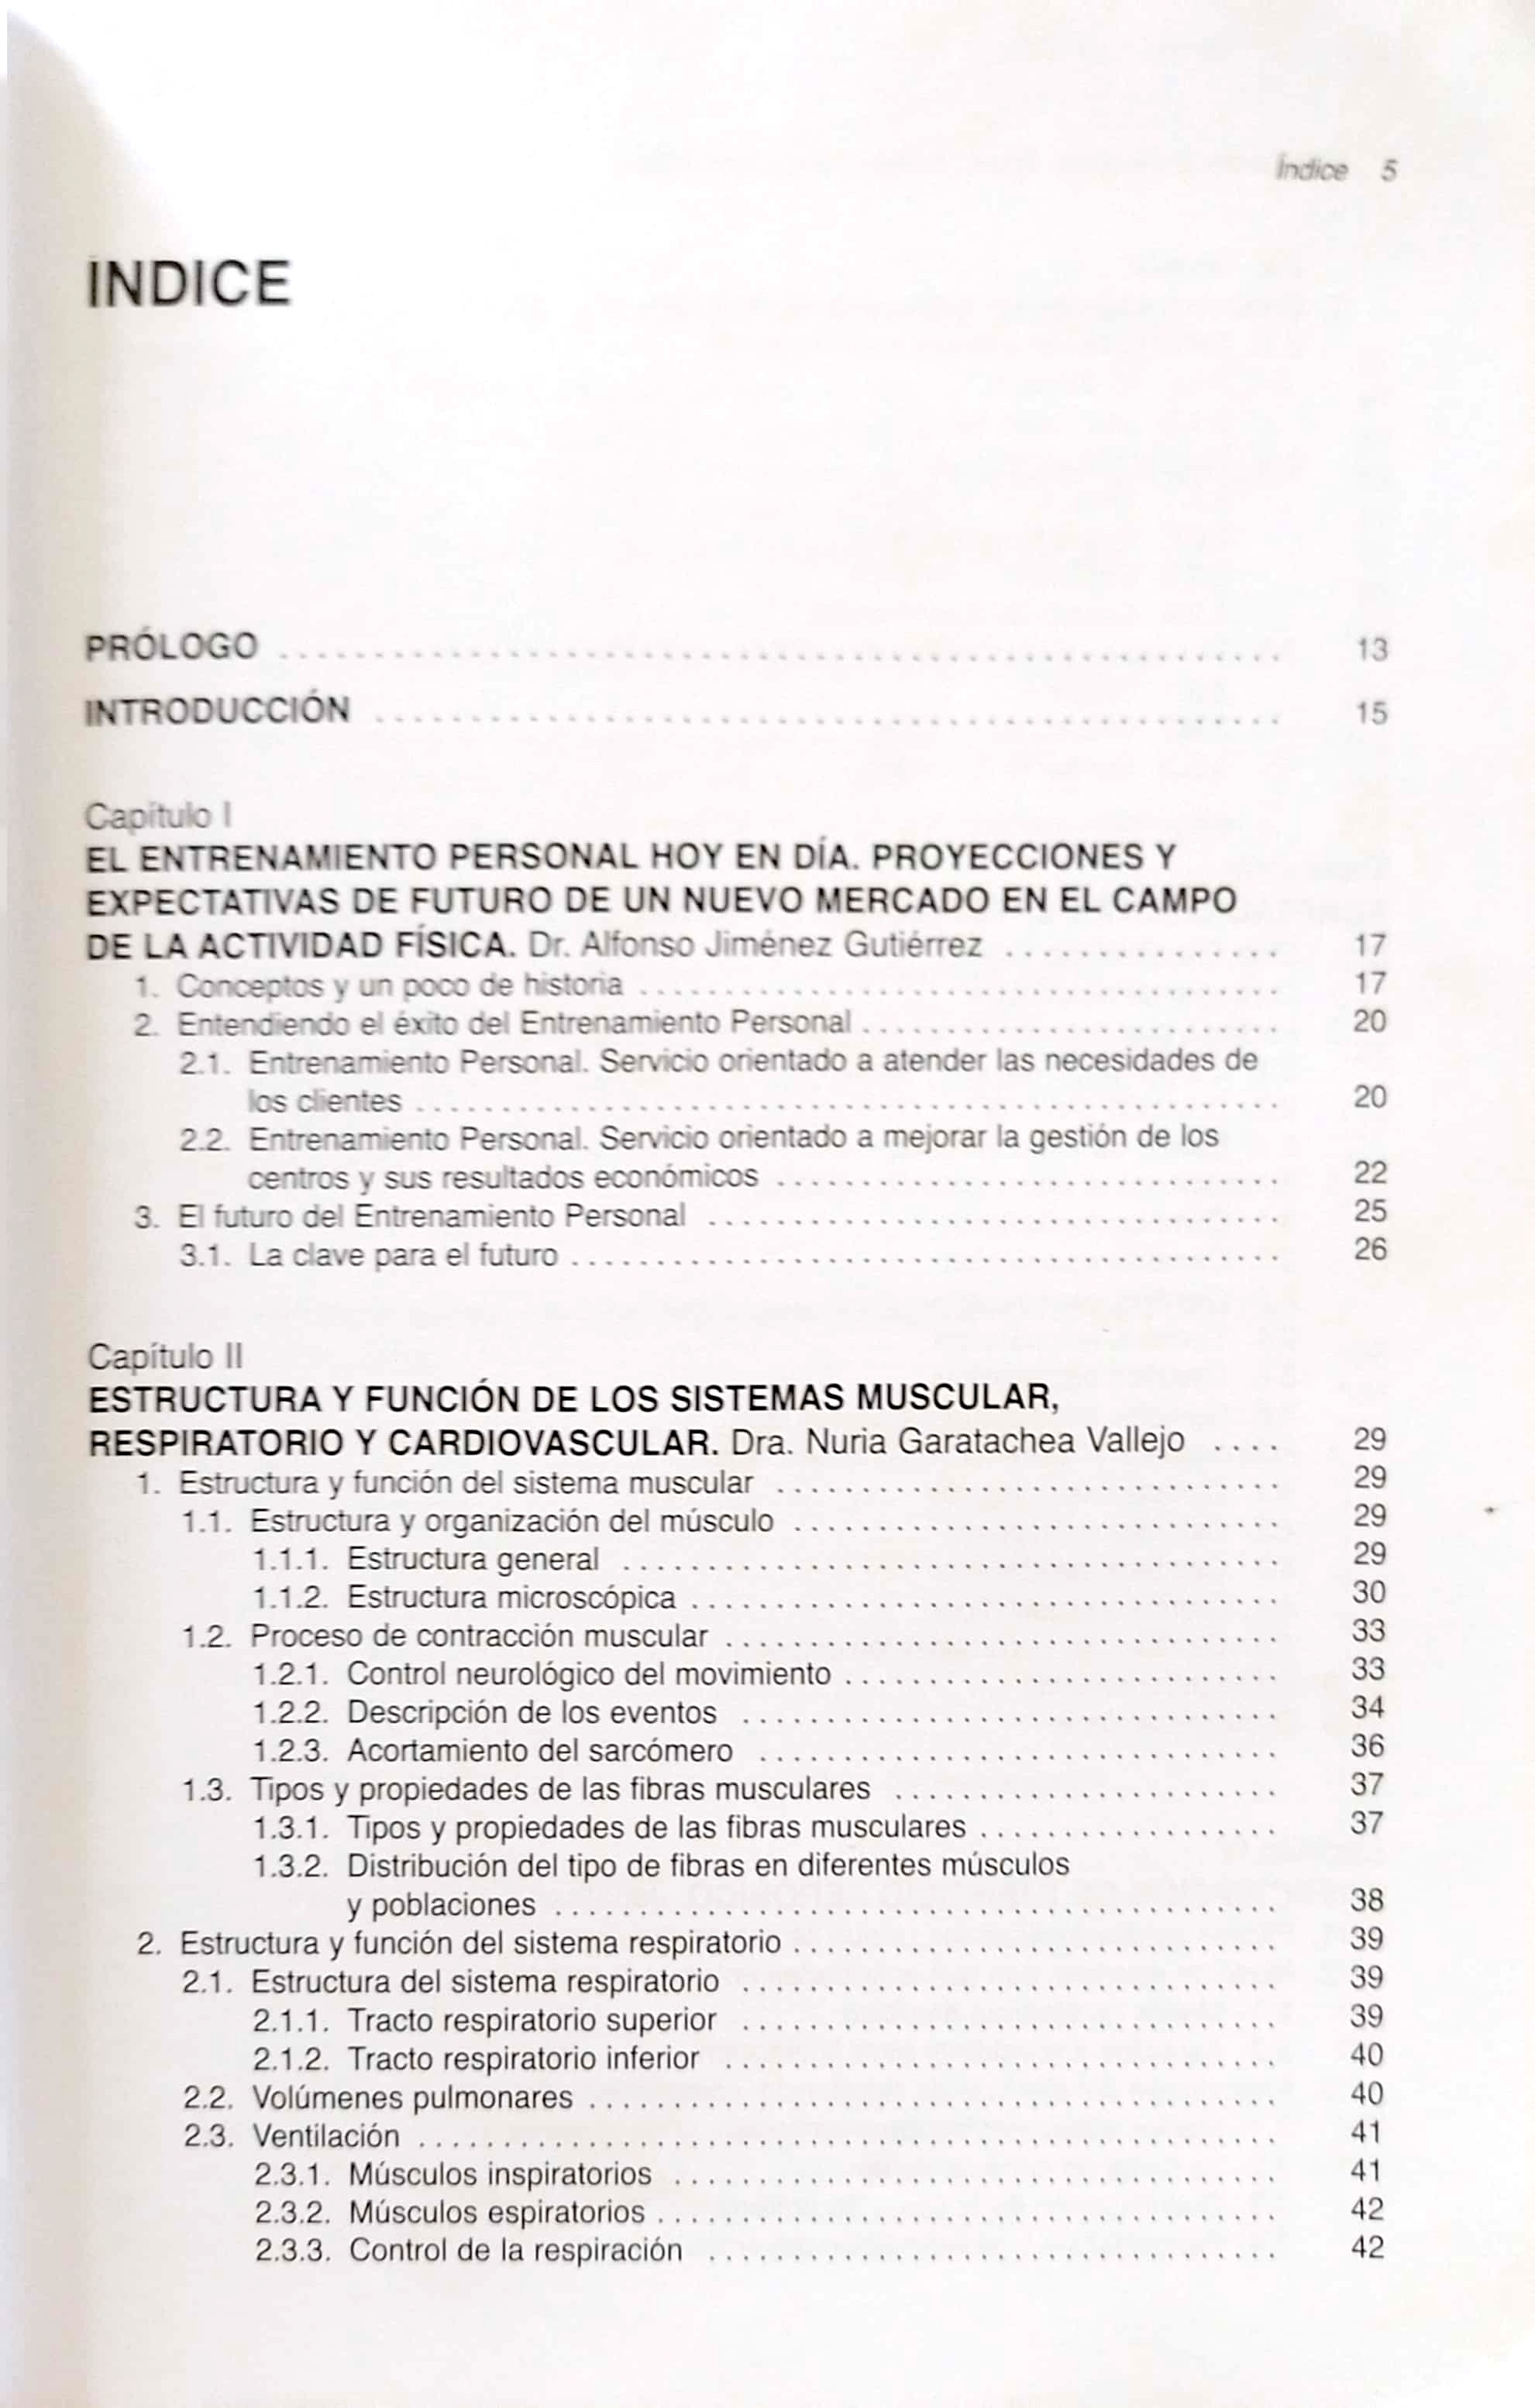 Índice 5
ÍNDICE
PRÓLOGO ........................................ 13
INTRODUCCIÓN ........................................ 15
Capítulo I
EL ENTRENAMIENTO PERSONAL HOY EN DÍA. PROYECCIONES Y
EXPECTATIVAS DE FUTURO DE UN NUEVO MERCADO EN EL CAMPO
DE LA ACTIVIDAD FÍSICA. Dr. Alfonso Jiménez Gutiérrez ............... 17
1. Conceptos y un poco de historia ........................................ 17
2. Entendiendo el éxito del Entrenamiento Personal ......................... 20
2.1. Entrenamiento Personal. Servicio orientado a atender las necesidades de
los clientes ........................................ 20
2.2. Entrenamiento Personal. Servicio orientado a mejorar la gestión de los
centros y sus resultados económicos .............................. 22
3. El futuro del Entrenamiento Personal .................................. 25
3.1. La clave para el futuro ........................................ 26
Capítulo II
ESTRUCTURA Y FUNCIÓN DE LOS SISTEMAS MUSCULAR,
RESPIRATORIO Y CARDIOVASCULAR. Dra. Nuria Garatachea Vallejo .... 29
1. Estructura y función del sistema muscular .............................. 29
1.1. Estructura y organización del músculo ............................. 29
1.1.1. Estructura general ....................................... 29
1.1.2. Estructura microscópica ................................... 30
1.2. Proceso de contracción muscular ................................. 33
1.2.1. Control neurológico del movimiento .......................... 33
1.2.2. Descripción de los eventos ................................ 34
1.2.3. Acortamiento del sarcómero ............................... 36
1.3. Tipos y propiedades de las fibras musculares ....................... 37
1.3.1. Tipos y propiedades de las fibras musculares .................. 37
1.3.2. Distribución del tipo de fibras en diferentes músculos
y poblaciones ........................................ 38
2. Estructura y función del sistema respiratorio ............................. 39
2.1. Estructura del sistema respiratorio ................................ 39
2.1.1. Tracto respiratorio superior ................................ 39
2.1.2. Tracto respiratorio inferior ................................. 40
2.2. Volúmenes pulmonares ........................................ 40
2.3. Ventilación ........................................ 41
2.3.1. Músculos inspiratorios .................................... 41
2.3.2. Músculos espiratorios ..................................... 42
2.3.3. Control de la respiración .................................. 42